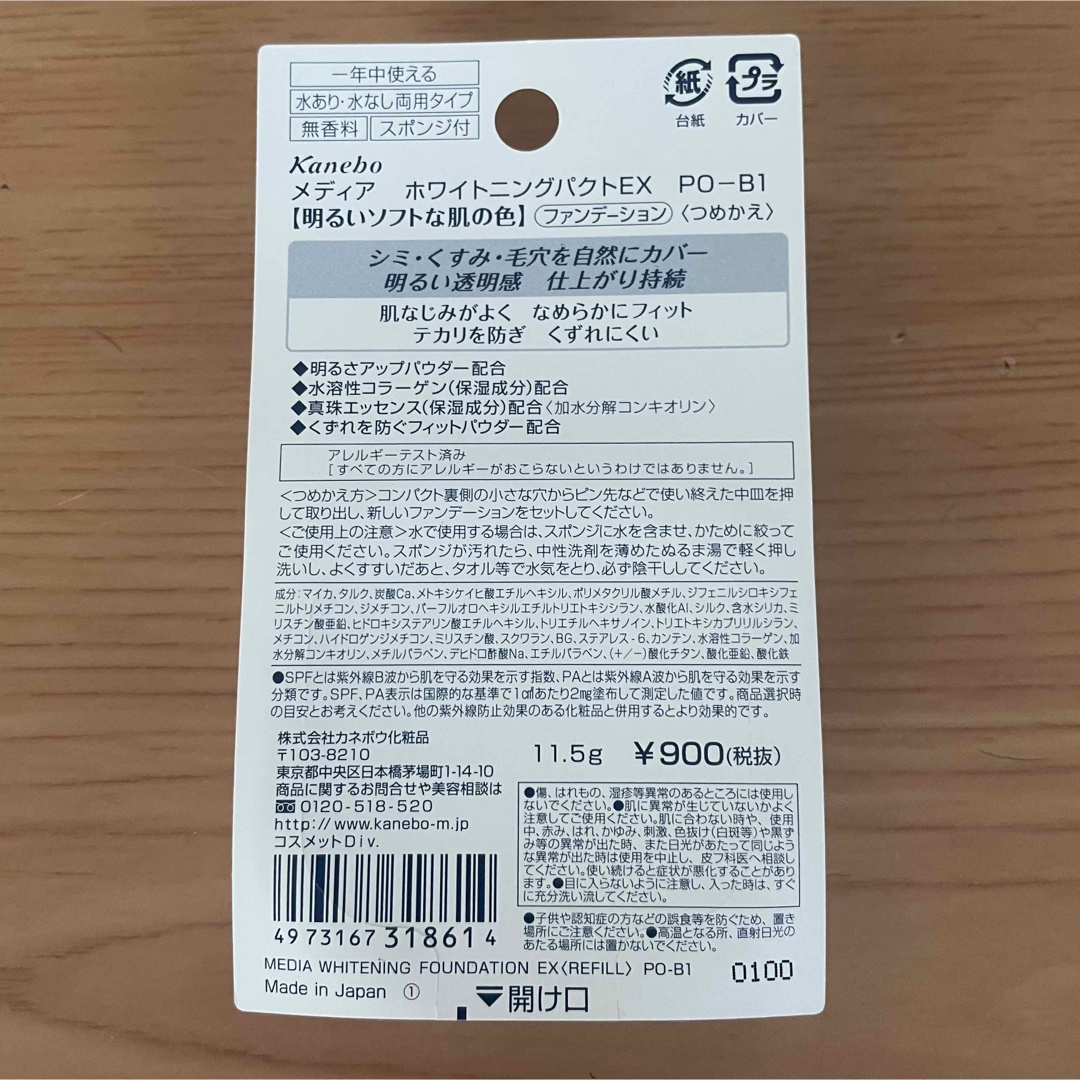 一年中使える
水あり・水なし両用タイプ
無香料 スポンジ付
紙 プラ
台紙 カバー
Kanebo
メディア ホワイトニングパクトEX PO-B1
【明るいソフトな肌の色】 ファンデーション 〈つめかえ〉
シミ・くすみ・毛穴を自然にカバー
明るい透明感 仕上がり持続
肌なじみがよく なめらかにフィット
テカリを防ぎ くずれにくい
◆明るさアップパウダー配合
◆水溶性コラーゲン(保湿成分)配合
◆真珠エッセンス(保湿成分)配合〈加水分解コンキオリン〉
◆くずれを防ぐフィットパウダー配合
アレルギーテスト済み
[すべての方にアレルギーがおこらないというわけではありません。]
〈つめかえ方〉コンパクト裏側の小さな穴からピン先などで使い終えた中皿を押
して取り出し、新しいファンデーションをセットしてください。
〈ご使用上の注意〉水で使用する場合は、スポンジに水を含ませ、かために絞って
ご使用ください。スポンジが汚れたら、中性洗剤を薄めたぬるま湯で軽く押し
洗いし、よくすすいだあと、タオル等で水気をとり、必ず陰干ししてください。
成分:マイカ、タルク、炭酸Ca、メトキシケイヒ酸エチルヘキシル、ポリメタクリル酸メチル、ジフェニルシロキシフェ
ニルトリメチコン、ジメチコン、パーフルオロヘキシルエチルトリエトキシシラン、水酸化Al、シルク、含水シリカ、ミ
リスチン酸亜鉛、ヒドロキシステアリン酸エチルヘキシル、トリエチルヘキサノイン、トリエトキシカプリリルシラン、
メチコン、ハイドロゲンジメチコン、ミリスチン酸、スクワラン、BG、ステアレス-6、カンテン、水溶性コラーゲン、加
水分解コンキオリン、メチルパラベン、デヒドロ酢酸Na、エチルパラベン、(+/-)酸化チタン、酸化亜鉛、酸化鉄
●SPFとは紫外線B波から肌を守る効果を示す指数、PAとは紫外線A波から肌を守る効果を示す
分類です。SPF、PA表示は国際的な基準で1㎠あたり2㎎塗布して測定した値です。商品選択時
の目安とお考えください。他の紫外線防止効果のある化粧品と併用するとより効果的です。
株式会社カネボウ化粧品
〒103-8210
東京都中央区日本橋茅場町1-14-10
商品に関するお問合せや美容相談は
0120-518-520
http://www.kanebo-m.jp
コスメットDiv.
11.5g ¥900(税抜)
●傷、はれもの、湿疹等異常のあるところには使用し
ないでください。●肌に異常が生じていないかよく
注意してご使用ください。肌に合わない時や、使用
中、赤み、はれ、かゆみ、刺激、色抜け(白斑等)や黒ず
み等の異常が出た時、また日光があたって同じよう
な異常が出た時は使用を中止し、皮フ科医へ相談し
てください。使い続けると症状が悪化することがあり
ます。●目に入らないように注意し、入った時は、すぐ
に充分洗い流してください。
●子供や認知症の方などの誤食等を防ぐため、置き
場所にご注意ください。●高温となる所、直射日光の
あたる場所には置かないでください。
4973167318614
MEDIA WHITENING FOUNDATION EX〈REFILL〉 PO-B1
0100
Made in Japan ①
▼開け口